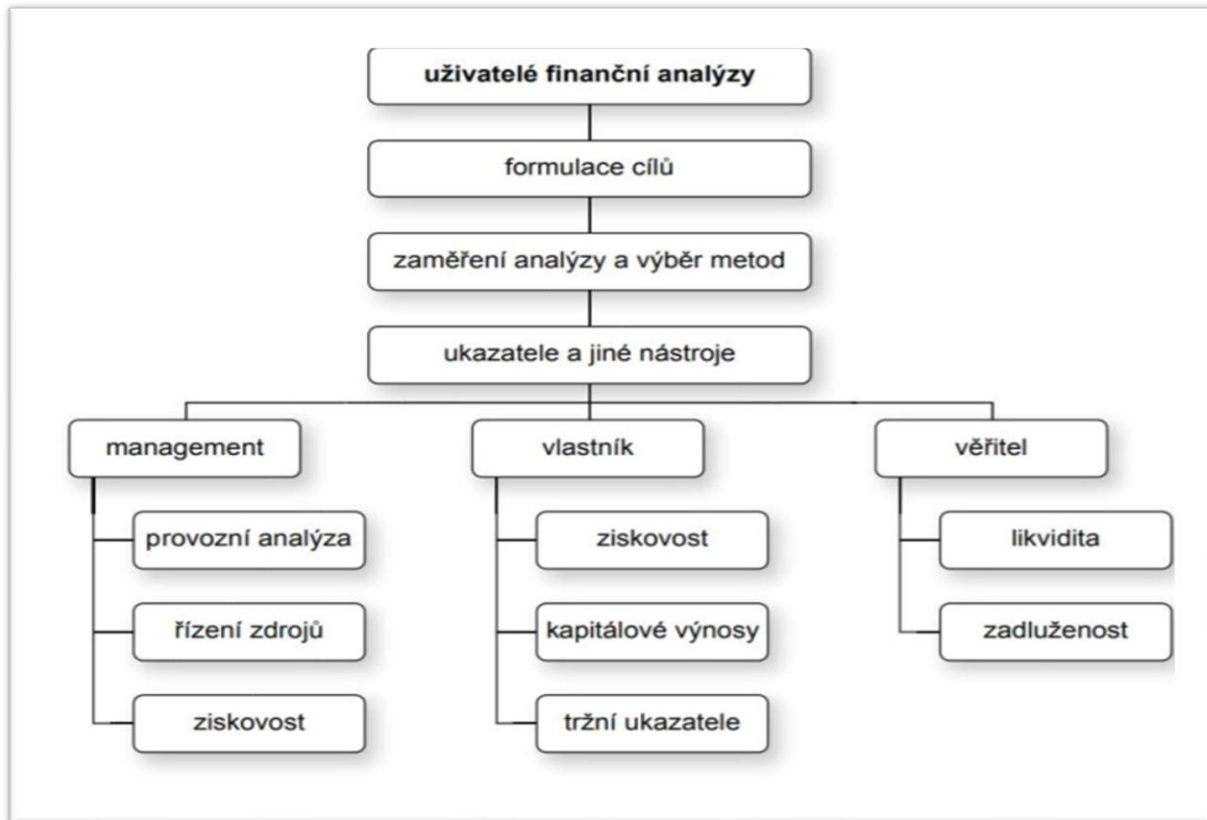 uživatelé finanční analýzy
formulace cílů
zaměření analýzy a výběr metod
ukazatele a jiné nástroje
management
vlastník
věřitel
provozní analýza
ziskovost
likvidita
řízení zdrojů
kapitálové výnosy
zadluženost
ziskovost
tržní ukazatele